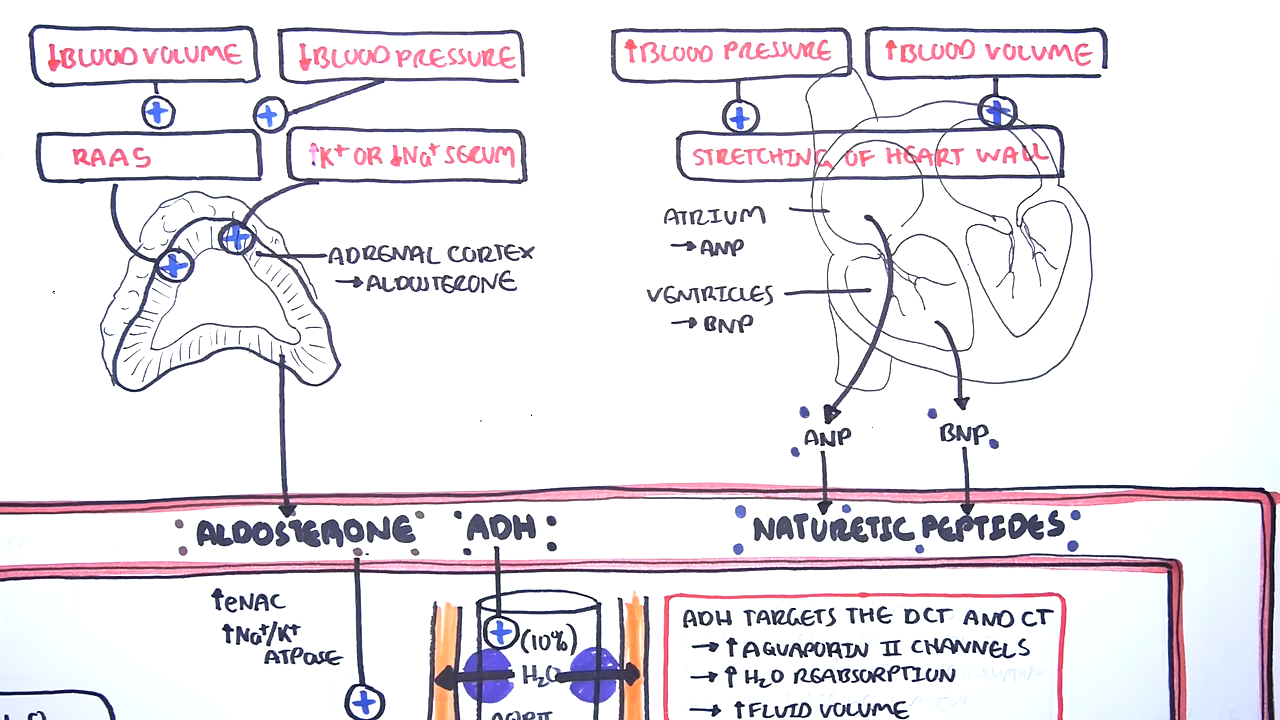 ↓BLOOD VOLUME
↓BLOOD PRESSURE
RAAS
↑K⁺ OR ↓Na⁺ SERUM
ADRENAL CORTEX
→ALDOSTERONE
↑BLOOD PRESSURE
↑BLOOD VOLUME
STRETCHING OF HEART WALL
ATRIUM
→ANP
VENTRICLES
→BNP
ANP
BNP
ALDOSTERONE
ADH
NATURETIC PEPTIDES
↑eNAC
↑Na⁺/K⁺
ATPase
(10%)
H₂O
AQP II
ADH TARGETS THE DCT AND CT
→ ↑AQUAPORIN II CHANNELS
→ ↑H₂O REABSORPTION
→ ↑FLUID VOLUME